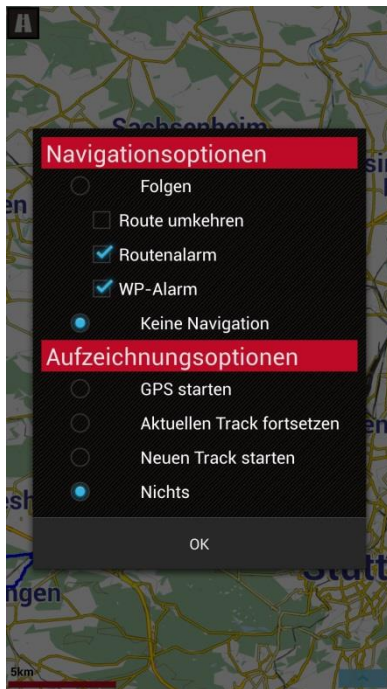 Sachsenheim
Navigationsoptionen
Folgen
Route umkehren
Routenalarm
WP-Alarm
Keine Navigation
Aufzeichnungsoptionen
GPS starten
Aktuellen Track fortsetzen
Neuen Track starten
Nichts
OK
Stutt
ngen
5km